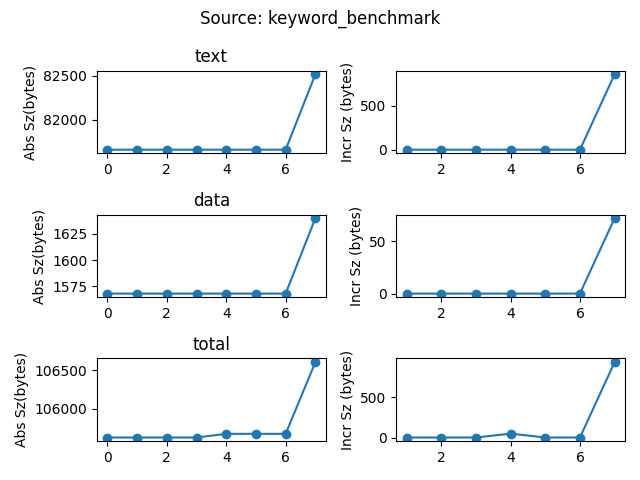 Source: keyword_benchmark
text
Abs Sz(bytes)
82500
82000
0 2 4 6
Incr Sz (bytes)
500
0
2 4 6
data
Abs Sz(bytes)
1625
1600
1575
0 2 4 6
Incr Sz (bytes)
50
0
2 4 6
total
Abs Sz(bytes)
106500
106000
0 2 4 6
Incr Sz (bytes)
500
0
2 4 6